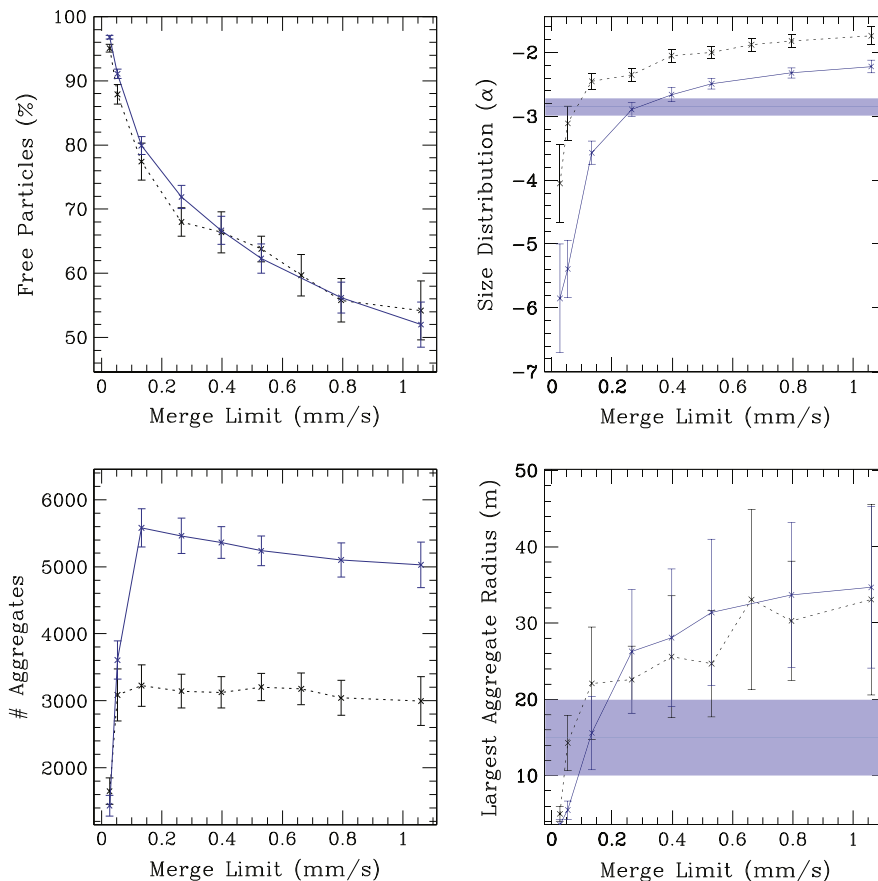 100
90
80
70
60
50
Free Particles (%)
0 0.2 0.4 0.6 0.8 1
Merge Limit (mm/s)
-2
-3
-4
-5
-6
-7
Size Distribution (α)
0 0.2 0.4 0.6 0.8 1
Merge Limit (mm/s)
6000
5000
4000
3000
2000
# Aggregates
0 0.2 0.4 0.6 0.8 1
Merge Limit (mm/s)
50
40
30
20
10
Largest Aggregate Radius (m)
0 0.2 0.4 0.6 0.8 1
Merge Limit (mm/s)